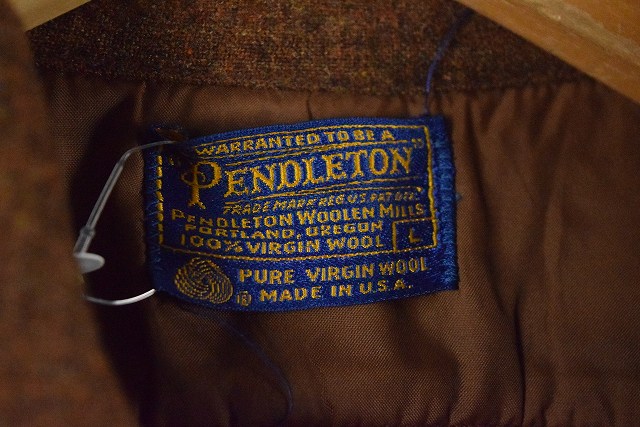 WARRANTED TO BE A
"PENDLETON"
TRADE MARK REG U.S. PAT. OFF.
PENDLETON WOOLEN MILLS
PORTLAND, OREGON
100% VIRGIN WOOL L
PURE VIRGIN WOOL
R MADE IN U.S.A.